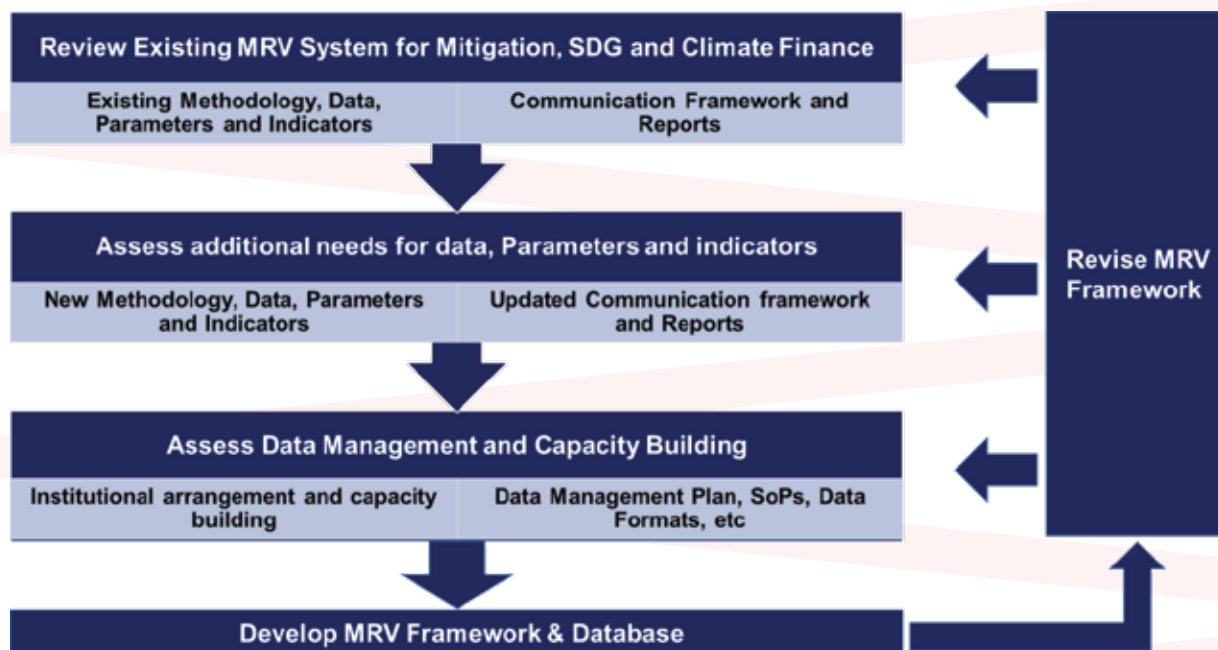 Review Existing MRV System for Mitigation, SDG and Climate Finance
Existing Methodology, Data,
Parameters and Indicators
Communication Framework and
Reports
Assess additional needs for data, Parameters and indicators
New Methodology, Data, Parameters
and Indicators
Updated Communication framework
and Reports
Assess Data Management and Capacity Building
Institutional arrangement and capacity
building
Data Management Plan, SoPs, Data
Formats, etc
Develop MRV Framework & Database
Revise MRV
Framework